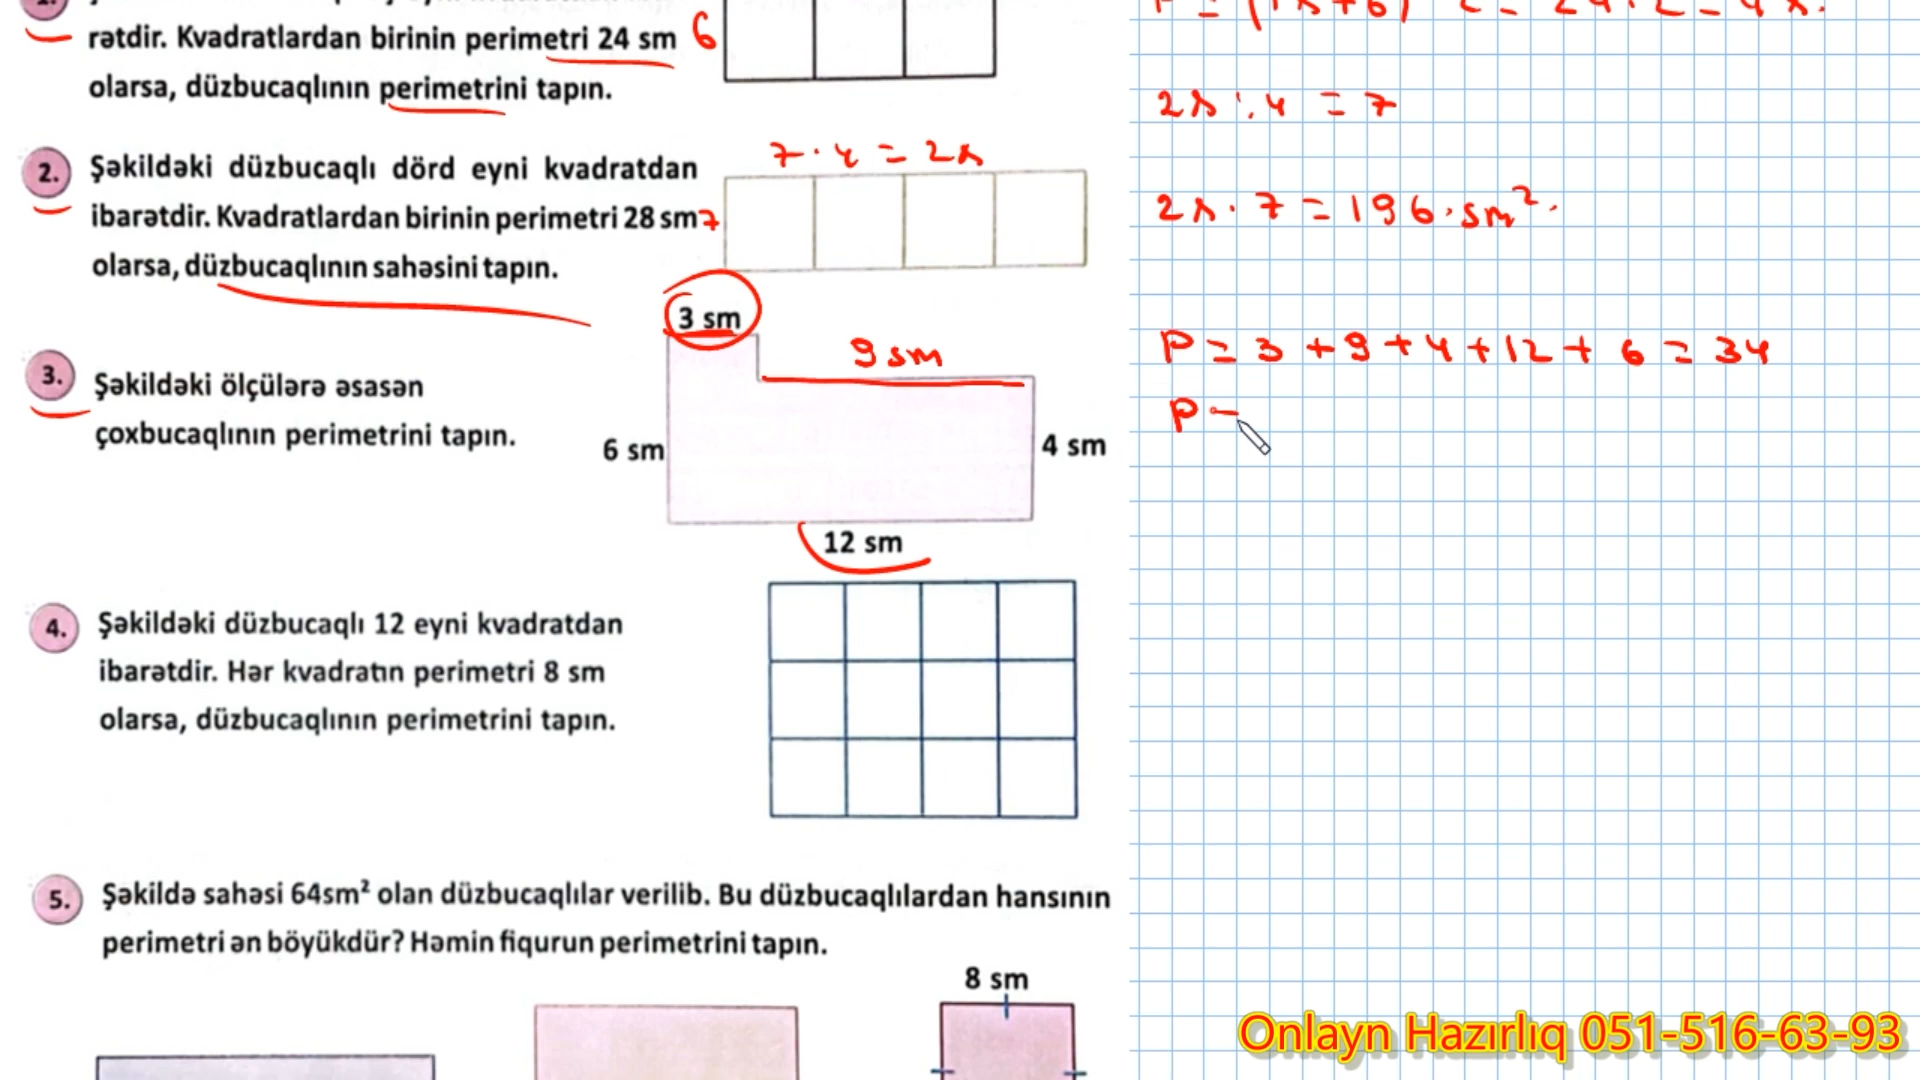 rətdir. Kvadratlardan birinin perimetri 24 sm 6
olarsa, düzbucaqlının perimetrini tapın.
28 : 4 = 7
7 · 4 = 28
2. Şəkildəki düzbucaqlı dörd eyni kvadratdan
ibarətdir. Kvadratlardan birinin perimetri 28 sm 7
olarsa, düzbucaqlının sahəsini tapın.
28 · 7 = 196 · sm².
3 sm
9 sm
3. Şəkildəki ölçülərə əsasən
çoxbucaqlının perimetrini tapın.
6 sm
4 sm
12 sm
P = 3 + 9 + 4 + 12 + 6 = 34
P -
4. Şəkildəki düzbucaqlı 12 eyni kvadratdan
ibarətdir. Hər kvadratın perimetri 8 sm
olarsa, düzbucaqlının perimetrini tapın.
5. Şəkildə sahəsi 64sm² olan düzbucaqlılar verilib. Bu düzbucaqlılardan hansının
perimetri ən böyükdür? Həmin fiqurun perimetrini tapın.
8 sm
Onlayn Hazırlıq 051-516-63-93